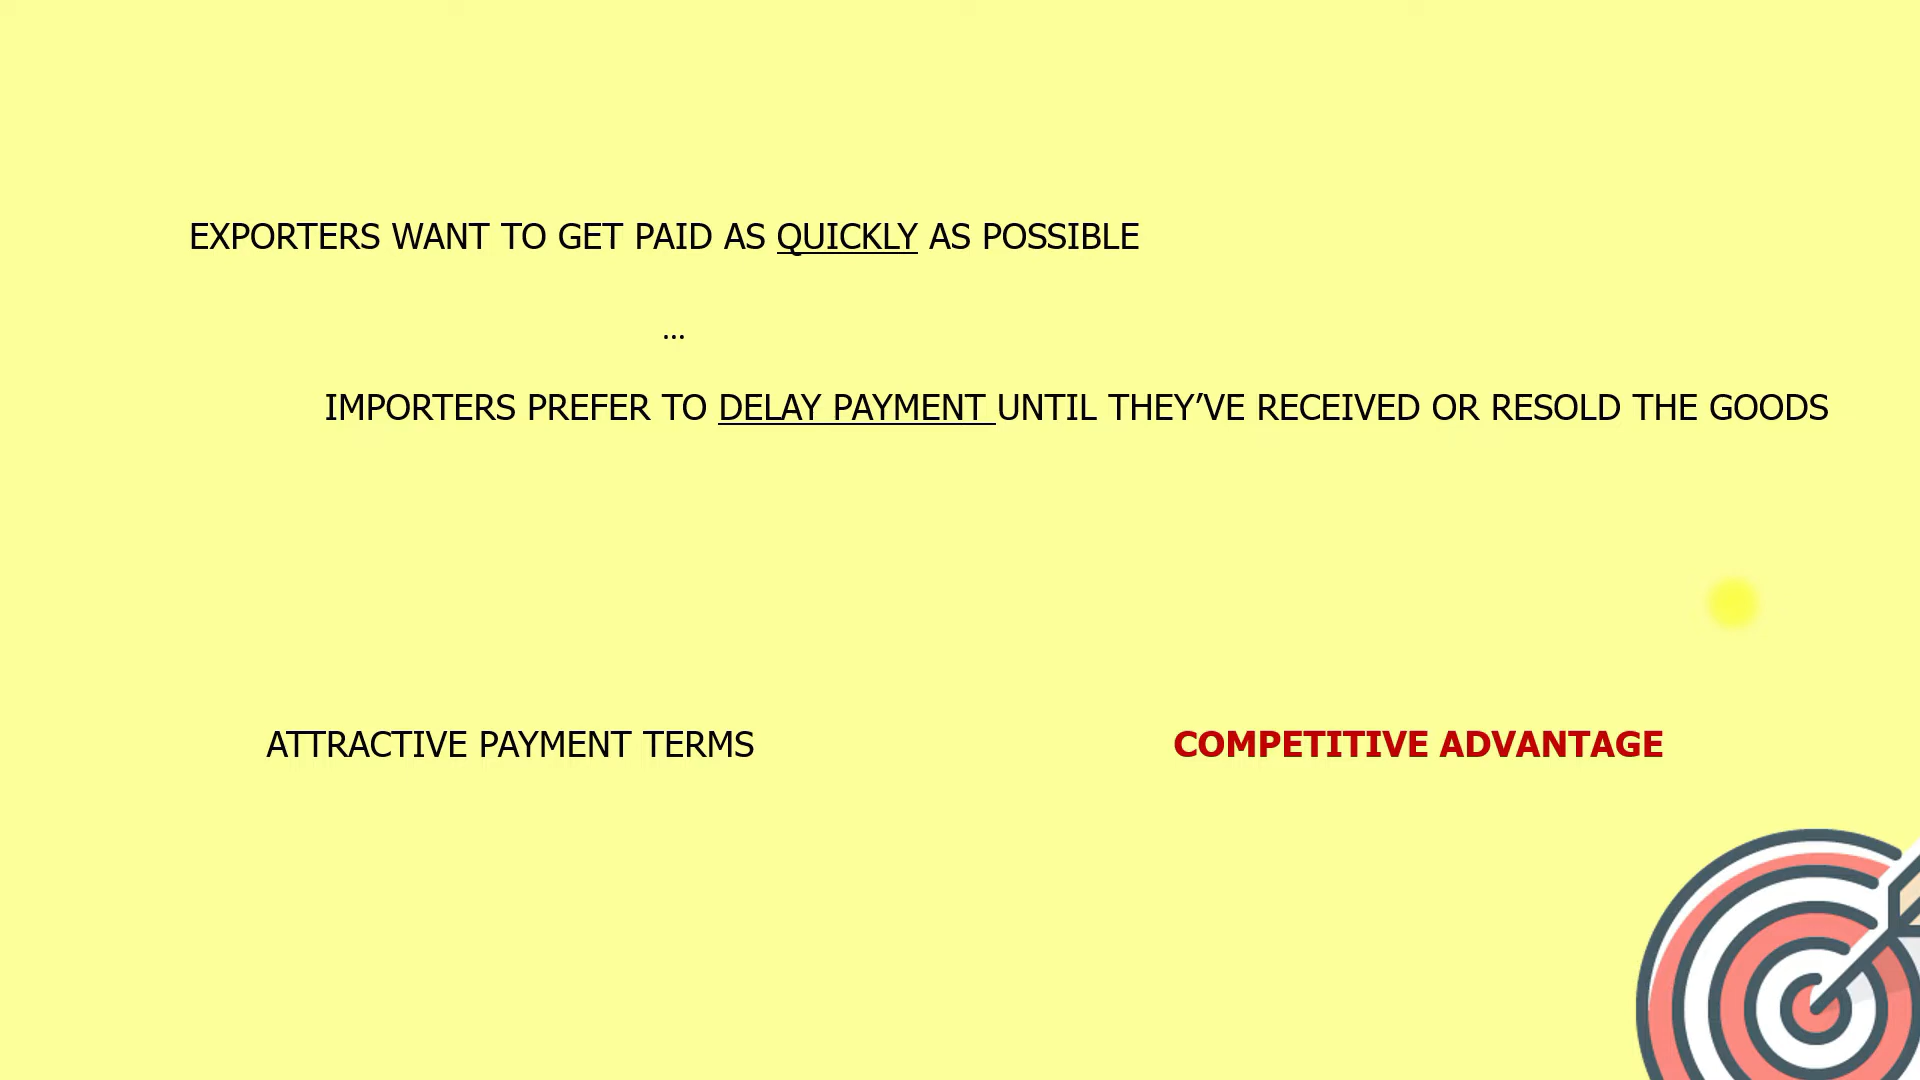 EXPORTERS WANT TO GET PAID AS QUICKLY AS POSSIBLE
...
IMPORTERS PREFER TO DELAY PAYMENT UNTIL THEY’VE RECEIVED OR RESOLD THE GOODS
ATTRACTIVE PAYMENT TERMS
COMPETITIVE ADVANTAGE